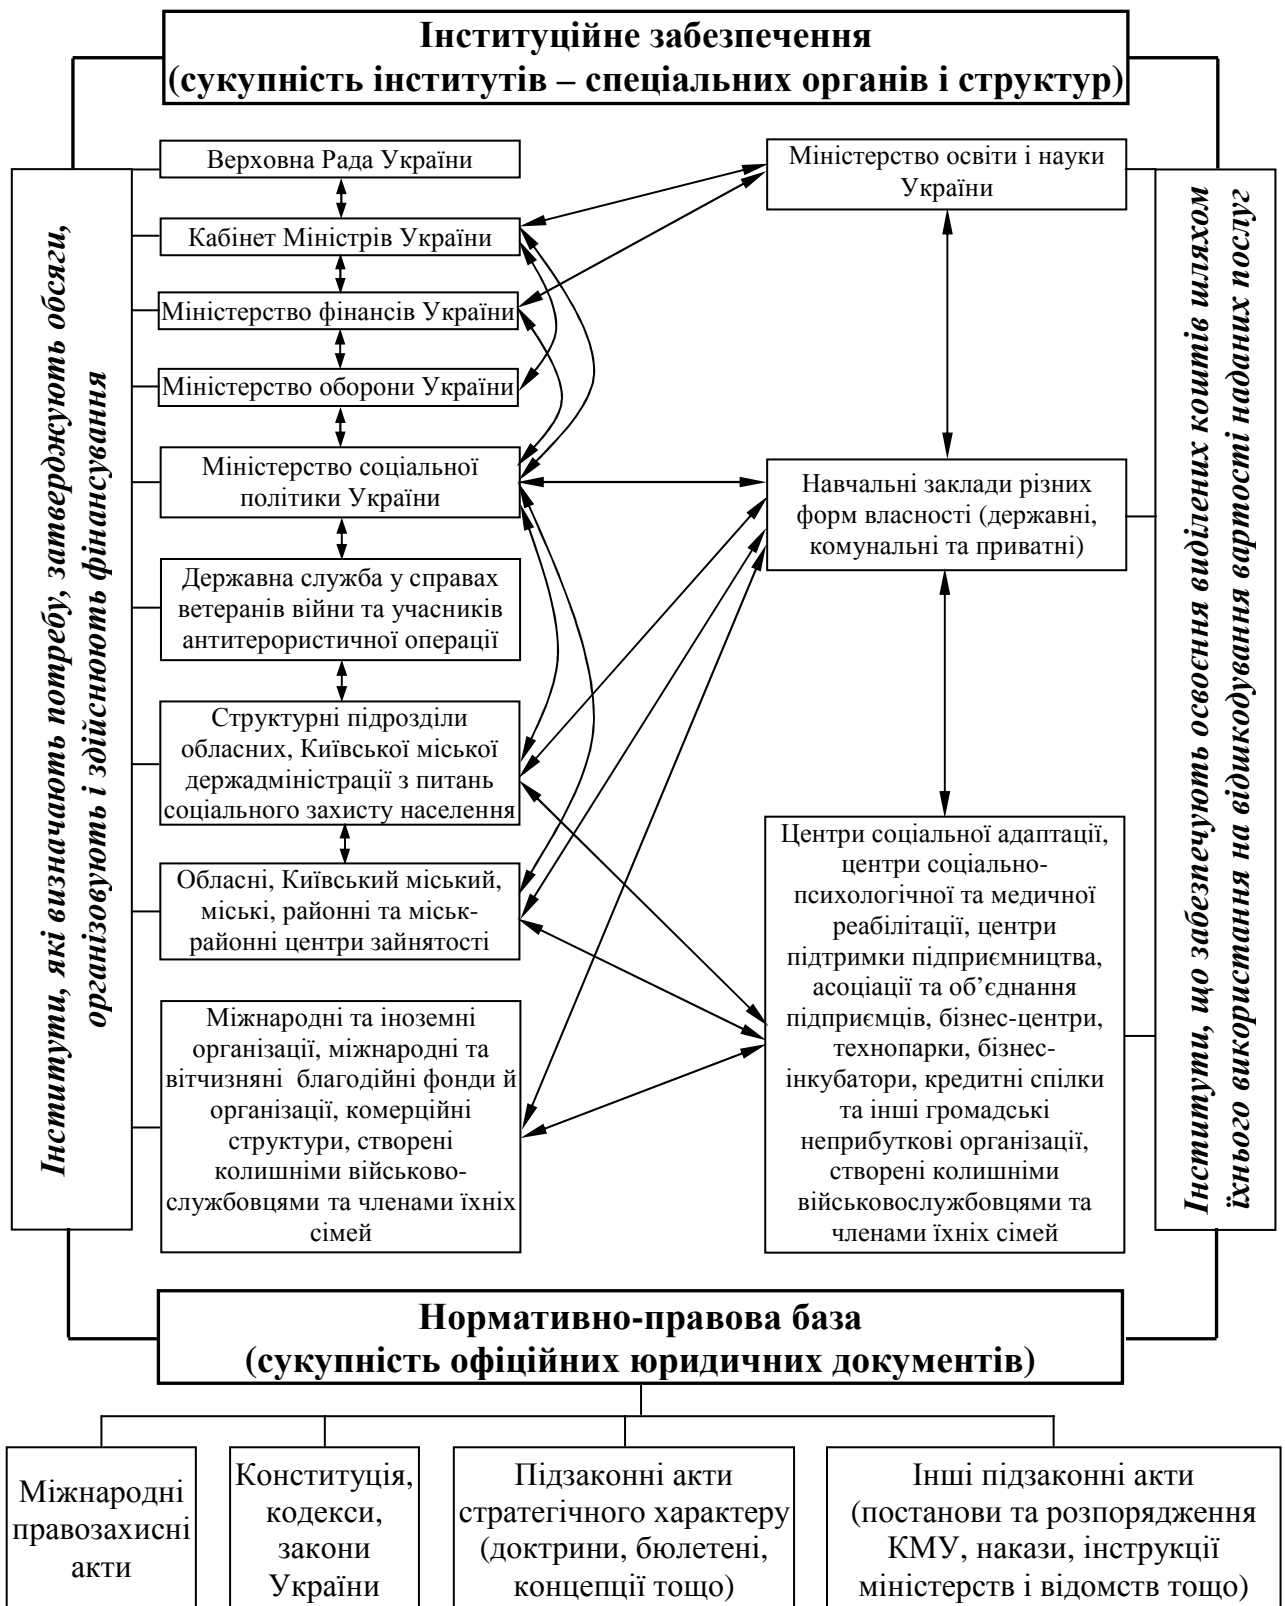 Інституційне забезпечення
(сукупність інститутів – спеціальних органів і структур)
Інститути, які визначають потребу, затверджують обсяги,
організовують і здійснюють фінансування
Верховна Рада України
Кабінет Міністрів України
Міністерство фінансів України
Міністерство оборони України
Міністерство соціальної
політики України
Державна служба у справах
ветеранів війни та учасників
антитерористичної операції
Структурні підрозділи
обласних, Київської міської
держадміністрації з питань
соціального захисту населення
Обласні, Київський міський,
міські, районні та міськ-
районні центри зайнятості
Міжнародні та іноземні
організації, міжнародні та
вітчизняні благодійні фонди й
організації, комерційні
структури, створені
колишніми військово-
службовцями та членами їхніх
сімей
Міністерство освіти і науки
України
Навчальні заклади різних
форм власності (державні,
комунальні та приватні)
Центри соціальної адаптації,
центри соціально-
психологічної та медичної
реабілітації, центри
підтримки підприємництва,
асоціації та об’єднання
підприємців, бізнес-центри,
технопарки, бізнес-
інкубатори, кредитні спілки
та інші громадські
неприбуткові організації,
створені колишніми
військовослужбовцями та
членами їхніх сімей
Інститути, що забезпечують освоєння виділених коштів шляхом
їхнього використання на відшкодування вартості наданих послуг
Нормативно-правова база
(сукупність офіційних юридичних документів)
Міжнародні
правозахисні
акти
Конституція,
кодекси,
закони
України
Підзаконні акти
стратегічного характеру
(доктрини, бюлетені,
концепції тощо)
Інші підзаконні акти
(постанови та розпорядження
КМУ, накази, інструкції
міністерств і відомств тощо)